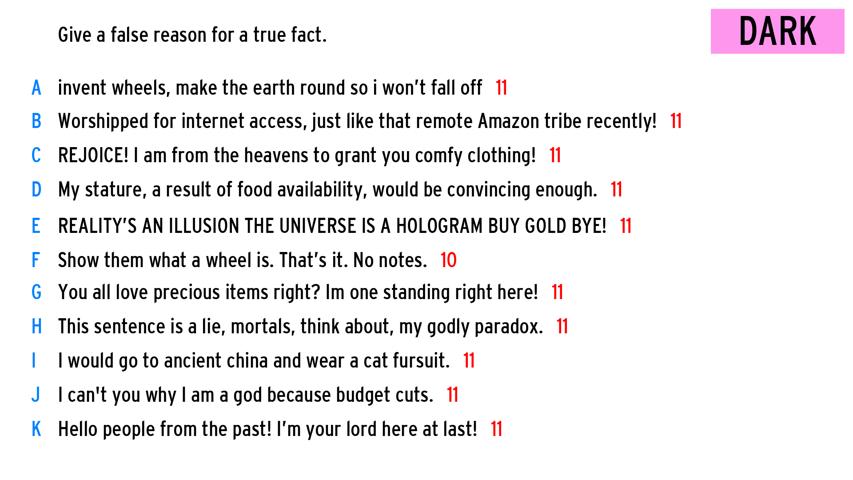 Give a false reason for a true fact.
DARK
A invent wheels, make the earth round so i won't fall off 11
B Worshipped for internet access, just like that remote Amazon tribe recently! 11
C REJOICE! I am from the heavens to grant you comfy clothing! 11
D My stature, a result of food availability, would be convincing enough. 11
E REALITY'S AN ILLUSION THE UNIVERSE IS A HOLOGRAM BUY GOLD BYE! 11
F Show them what a wheel is. That's it. No notes. 10
G You all love precious items right? Im one standing right here! 11
H This sentence is a lie, mortals, think about, my godly paradox. 11
I I would go to ancient china and wear a cat fursuit. 11
J I can't you why I am a god because budget cuts. 11
K Hello people from the past! I'm your lord here at last! 11